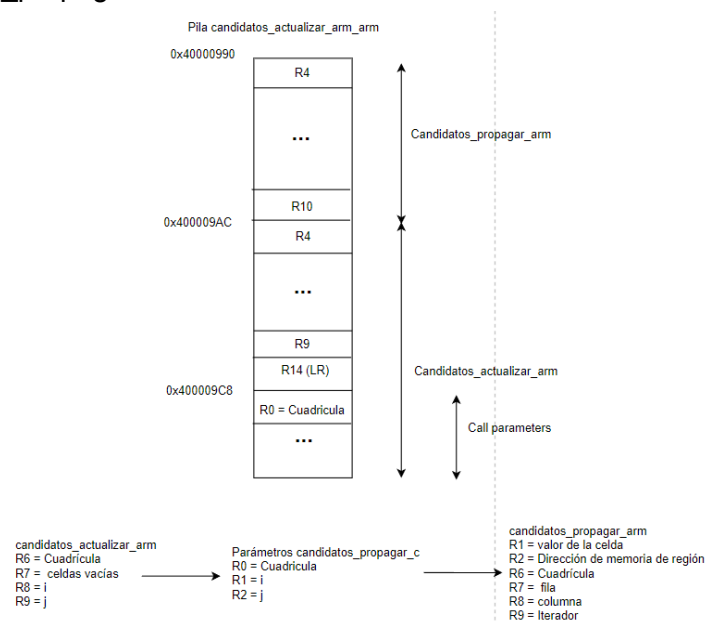 Pila candidatos_actualizar_arm_arm
0x40000990
R4
...
Candidatos_propagar_arm
R10
0x400009AC
R4
...
R9
R14 (LR)
Candidatos_actualizar_arm
0x400009C8
R0 = Cuadricula
Call parameters
...
candidatos_actualizar_arm
R6 = Cuadrícula
R7 = celdas vacías
R8 = i
R9 = j
Parámetros candidatos_propagar_c
R0 = Cuadricula
R1 = i
R2 = j
candidatos_propagar_arm
R1 = valor de la celda
R2 = Dirección de memoria de región
R6 = Cuadrícula
R7 = fila
R8 = columna
R9 = Iterador